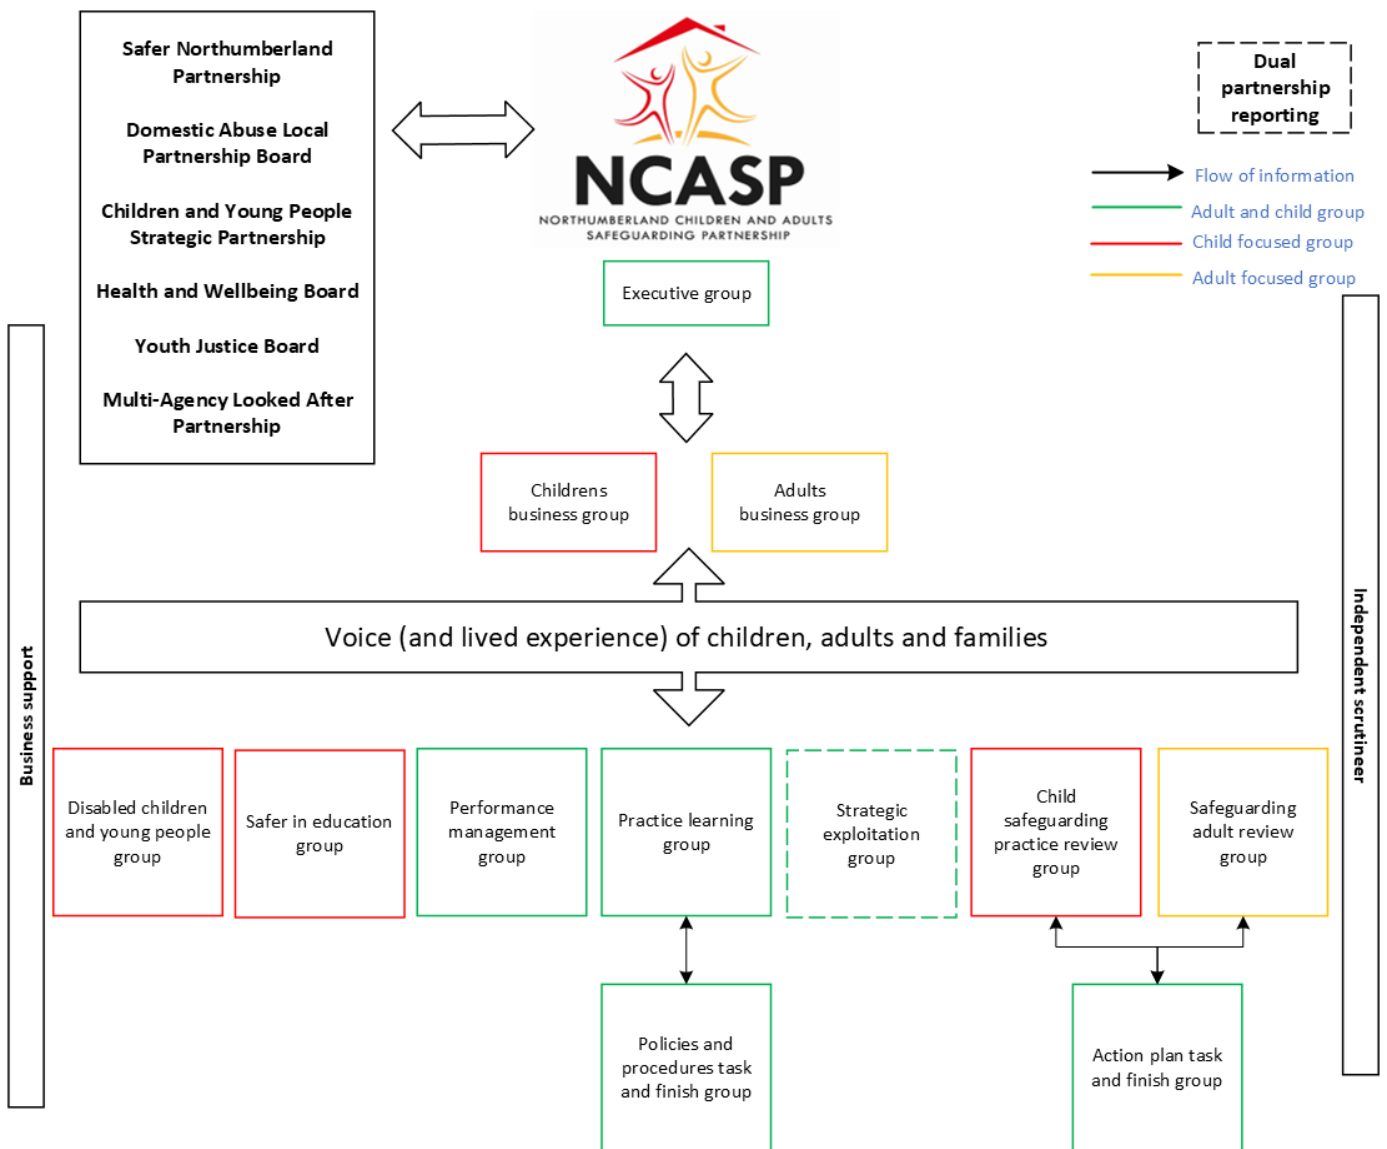 Safer Northumberland
Partnership
Domestic Abuse Local
Partnership Board
Children and Young People
Strategic Partnership
Health and Wellbeing Board
Youth Justice Board
Multi-Agency Looked After
Partnership
NCASP
NORTHUMBERLAND CHILDREN AND ADULTS
SAFEGUARDING PARTNERSHIP
Dual
partnership
reporting
Flow of information
Adult and child group
Child focused group
Adult focused group
Executive group
Childrens
business group
Adults
business group
Voice (and lived experience) of children, adults and families
Business support
Independent scrutineer
Disabled children
and young people
group
Safer in education
group
Performance
management
group
Practice learning
group
Strategic
exploitation
group
Child
safeguarding
practice review
group
Safeguarding
adult review
group
Policies and
procedures task
and finish group
Action plan task
and finish group